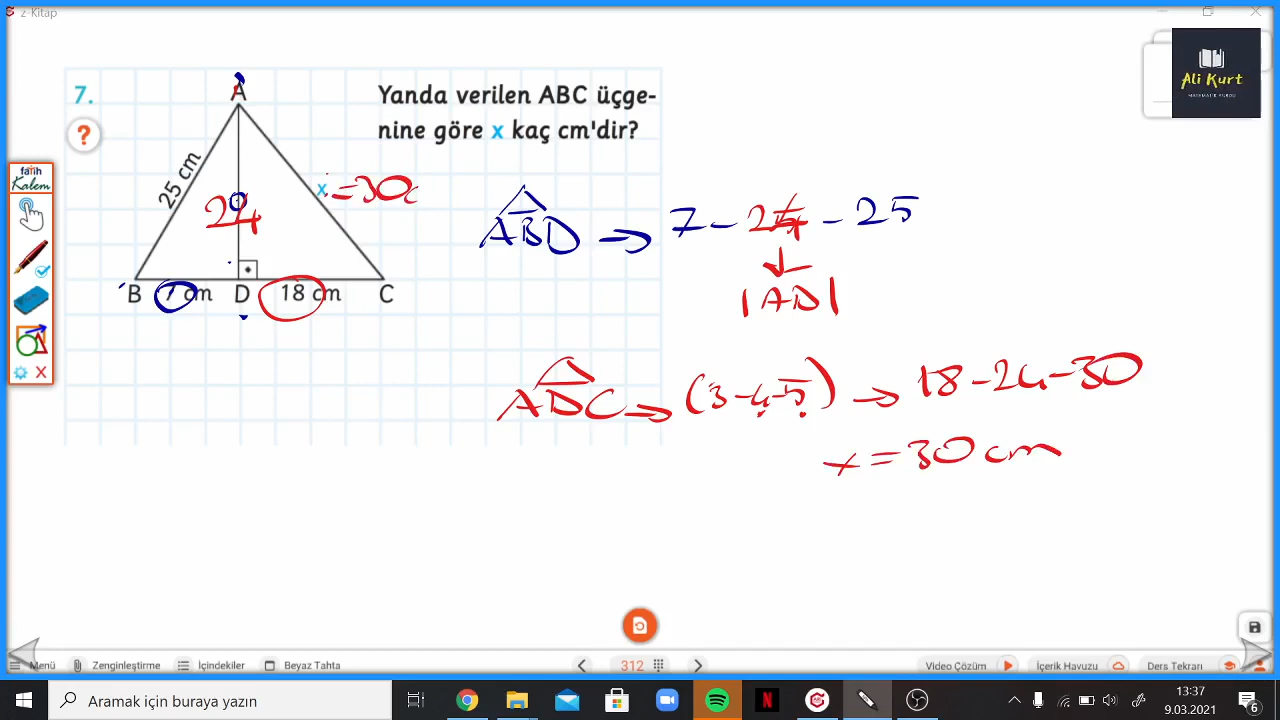 z-Kitap
Ali Kurt
7.
Yanda verilen ABC üçge-
nine göre x kaç cm'dir?
?
fatih
Kalem
A
25 cm
24
x =30
B 7 cm D 18 cm C
ABD → 7 - 24 - 25
|AD|
ADC → (3-4-5) → 18-24-30
x = 30 cm
Menü Zenginleştirme İçindekiler Beyaz Tahta 312 Video Çözüm İçerik Havuzu Ders Tekrarı
Aramak için buraya yazın
13:37
9.03.2021
6